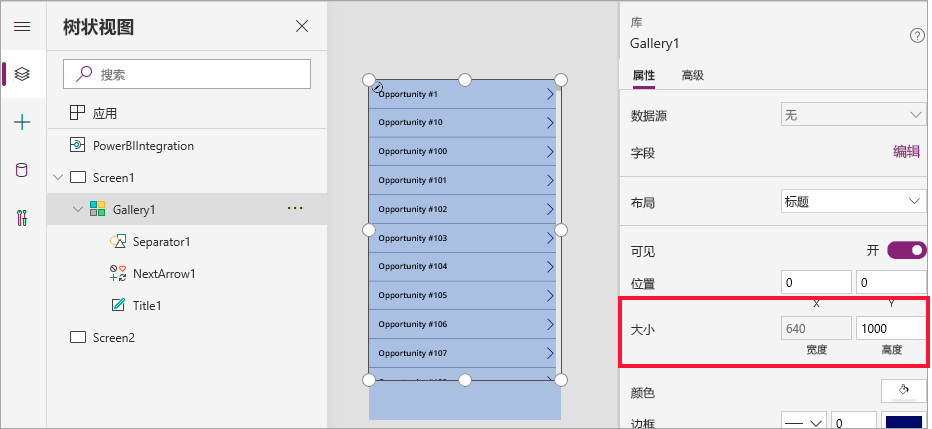 树状视图
搜索
应用
PowerBIIntegration
Screen1
Gallery1
Separator1
NextArrow1
Title1
Screen2
Opportunity #1
Opportunity #10
Opportunity #100
Opportunity #101
Opportunity #102
Opportunity #103
Opportunity #104
Opportunity #105
Opportunity #106
Opportunity #107
库
Gallery1
属性 高级
数据源 无
字段 编辑
布局 标题
可见 开
位置 0 0
X Y
大小 640 1000
宽度 高度
颜色
边框 0